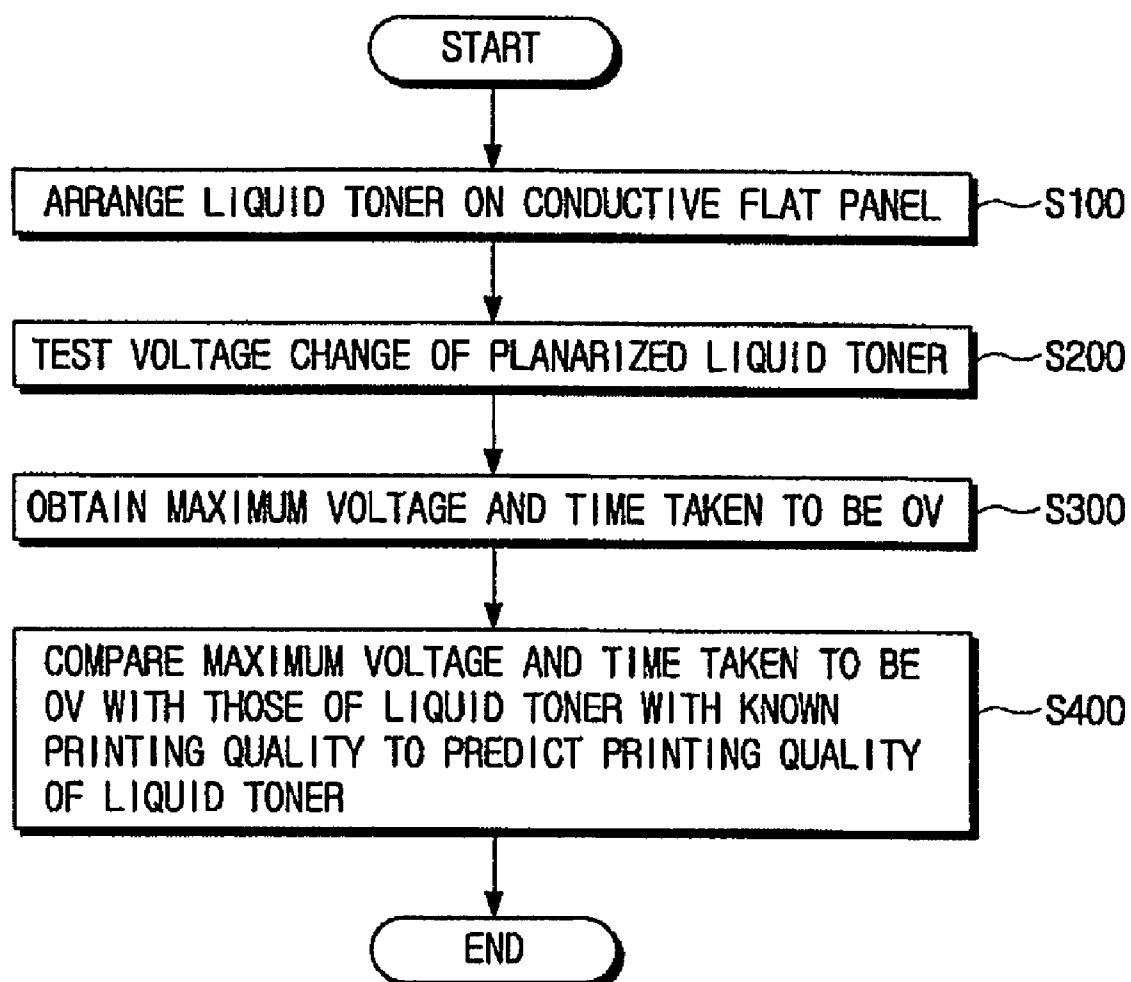 START
ARRANGE LIQUID TONER ON CONDUCTIVE FLAT PANEL
S100
TEST VOLTAGE CHANGE OF PLANARIZED LIQUID TONER
S200
OBTAIN MAXIMUM VOLTAGE AND TIME TAKEN TO BE 0V
S300
COMPARE MAXIMUM VOLTAGE AND TIME TAKEN TO BE
0V WITH THOSE OF LIQUID TONER WITH KNOWN
PRINTING QUALITY TO PREDICT PRINTING QUALITY
OF LIQUID TONER
S400
END